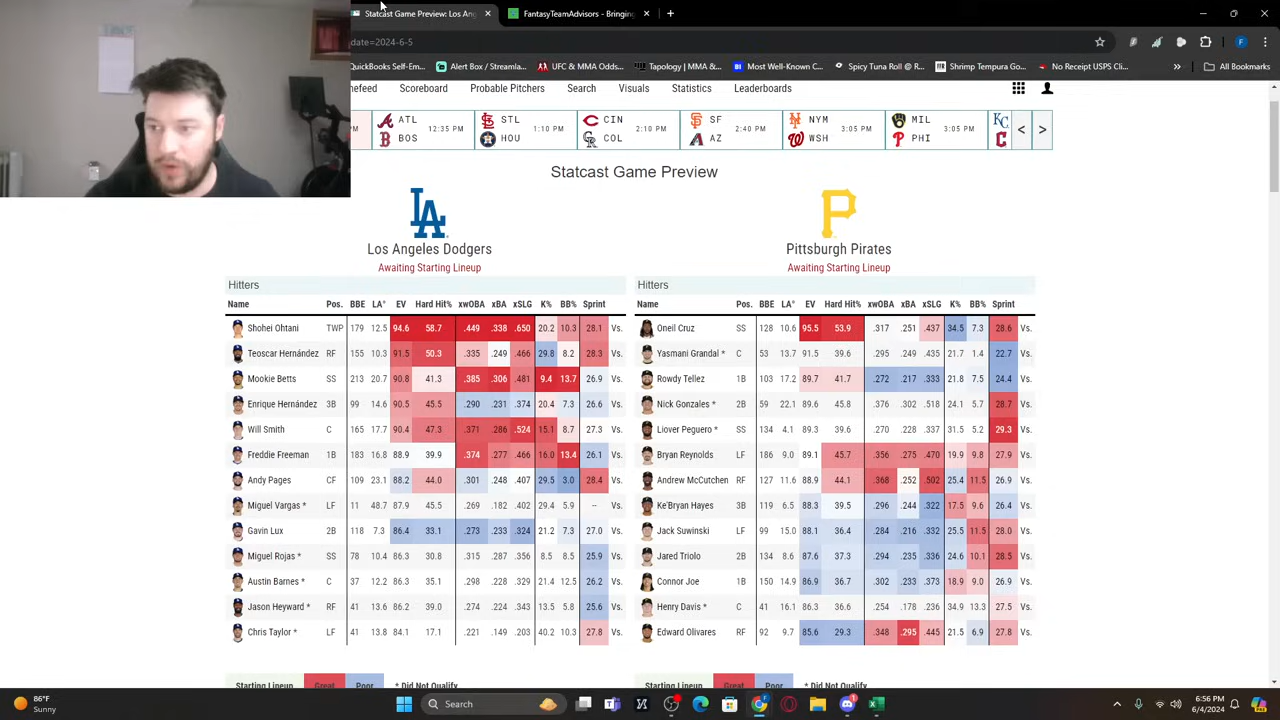 Statcast Game Preview: Los Ang
FantasyTeamAdvisors - Bringing
date=2024-6-5
QuickBooks Self-Em...
Alert Box / Streamla...
UFC & MMA Odds...
Tapology | MMA &...
Most Well-Known C...
Spicy Tuna Roll @ R...
Shrimp Tempura Go...
No Receipt USPS Cl...
All Bookmarks
nefeed Scoreboard Probable Pitchers Search Visuals Statistics Leaderboards
PM ATL BOS 12:35 PM
STL HOU 1:10 PM
CIN COL 2:10 PM
SF AZ 2:40 PM
NYM WSH 3:05 PM
MIL PHI 3:05 PM
Statcast Game Preview
Los Angeles Dodgers
Awaiting Starting Lineup
Hitters
Name Pos. BBE LA° EV Hard Hit% xwOBA xBA xSLG K% BB% Sprint
Shohei Ohtani TWP 179 12.5 94.6 58.7 .449 .338 .650 20.2 10.3 28.1 Vs.
Teoscar Hernández RF 155 10.3 91.5 50.3 .335 .249 .466 29.8 8.2 28.3 Vs.
Mookie Betts SS 213 20.7 90.8 41.3 .385 .306 .481 9.4 13.7 26.9 Vs.
Enrique Hernández 3B 99 14.6 90.5 45.5 .290 .231 .374 20.4 7.3 26.6 Vs.
Will Smith C 165 17.7 90.4 47.3 .371 .286 .524 15.1 8.7 27.3 Vs.
Freddie Freeman 1B 183 16.8 88.9 39.9 .374 .277 .466 16.0 13.4 26.1 Vs.
Andy Pages CF 109 23.1 88.2 44.0 .301 .248 .407 29.5 3.0 28.4 Vs.
Miguel Vargas * LF 11 48.7 87.9 45.5 .269 .182 .402 29.4 5.9 -- Vs.
Gavin Lux 2B 118 7.3 86.4 33.1 .273 .233 .324 21.2 7.3 27.0 Vs.
Miguel Rojas * SS 78 10.4 86.3 30.8 .315 .287 .356 8.5 8.5 25.9 Vs.
Austin Barnes * C 37 12.2 86.3 35.1 .298 .228 .329 21.4 12.5 26.2 Vs.
Jason Heyward * RF 41 13.6 86.2 39.0 .274 .224 .343 13.5 5.8 25.6 Vs.
Chris Taylor * LF 41 13.8 84.1 17.1 .221 .149 .203 40.2 10.3 27.8 Vs.
Starting Lineup Great Poor * Did Not Qualify
Pittsburgh Pirates
Awaiting Starting Lineup
Hitters
Name Pos. BBE LA° EV Hard Hit% xwOBA xBA xSLG K% BB% Sprint
Oneil Cruz SS 128 10.6 95.5 53.9 .317 .251 .437 34.5 7.3 28.6 Vs.
Yasmani Grandal * C 53 13.7 91.5 39.6 .295 .249 .435 21.7 1.4 22.7 Vs.
Rowdy Tellez 1B 103 17.2 89.7 41.7 .272 .217 .333 21.8 7.5 24.4 Vs.
Nick Gonzales * 2B 59 22.1 89.6 45.8 .376 .302 .518 24.1 5.7 28.7 Vs.
Liover Peguero * SS 134 4.1 89.3 39.6 .270 .228 .337 31.5 5.2 29.3 Vs.
Bryan Reynolds LF 186 9.0 89.1 45.7 .356 .275 .470 19.9 9.8 27.9 Vs.
Andrew McCutchen RF 127 11.6 88.9 44.1 .368 .252 .502 25.4 11.5 26.9 Vs.
Ke'Bryan Hayes 3B 119 6.5 88.3 39.5 .296 .244 .322 17.5 9.6 26.4 Vs.
Jack Suwinski LF 99 15.0 88.1 36.4 .286 .216 .332 25.5 11.5 28.0 Vs.
Jared Triolo 2B 134 8.6 87.6 37.3 .294 .235 .336 24.6 10.1 28.5 Vs.
Connor Joe 1B 150 14.9 86.9 36.7 .302 .233 .373 18.9 9.0 26.9 Vs.
Henry Davis * C 41 16.1 86.3 36.6 .254 .178 .236 34.9 13.3 27.5 Vs.
Edward Olivares RF 92 9.7 85.6 29.3 .348 .295 .445 21.5 6.9 27.8 Vs.
Starting Lineup Great Poor * Did Not Qualify
86°F
Sunny
Search
6:56 PM
6/4/2024